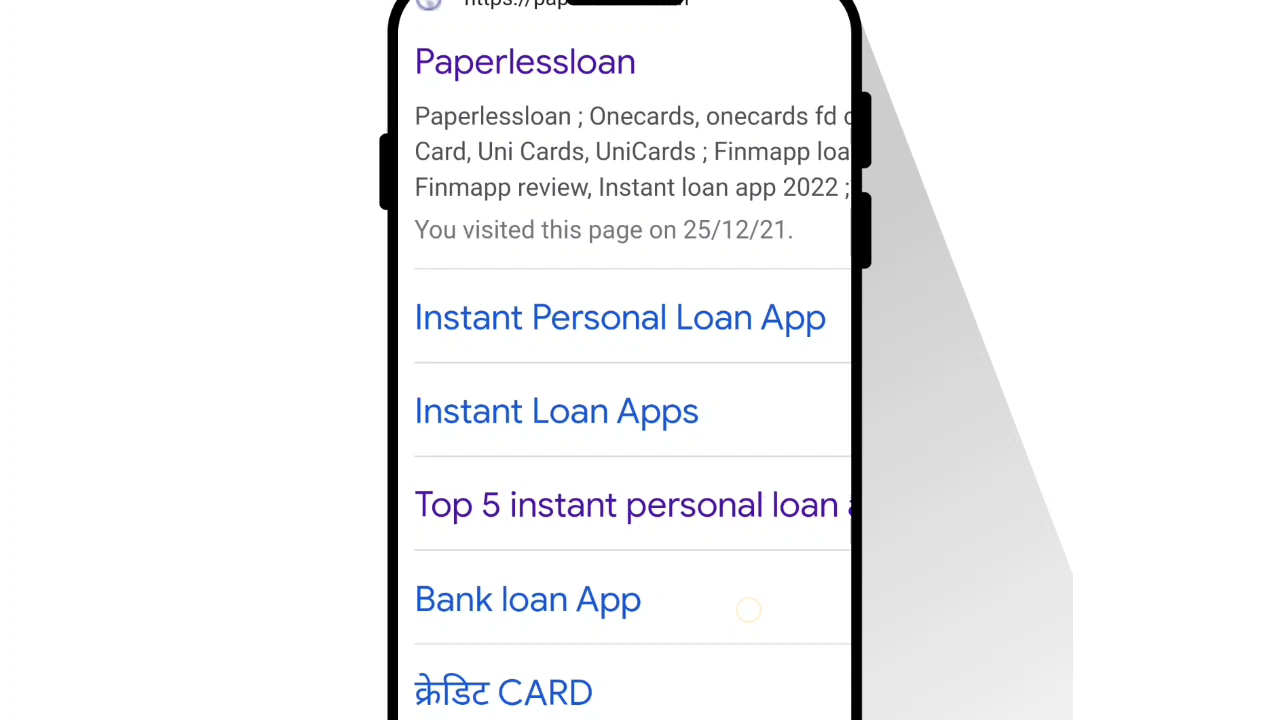 Paperlessloan
Paperlessloan ; Onecards, onecards fd
Card, Uni Cards, UniCards ; Finmapp loa
Finmapp review, Instant loan app 2022 ;
You visited this page on 25/12/21.
Instant Personal Loan App
Instant Loan Apps
Top 5 instant personal loan
Bank loan App
क्रेडिट CARD